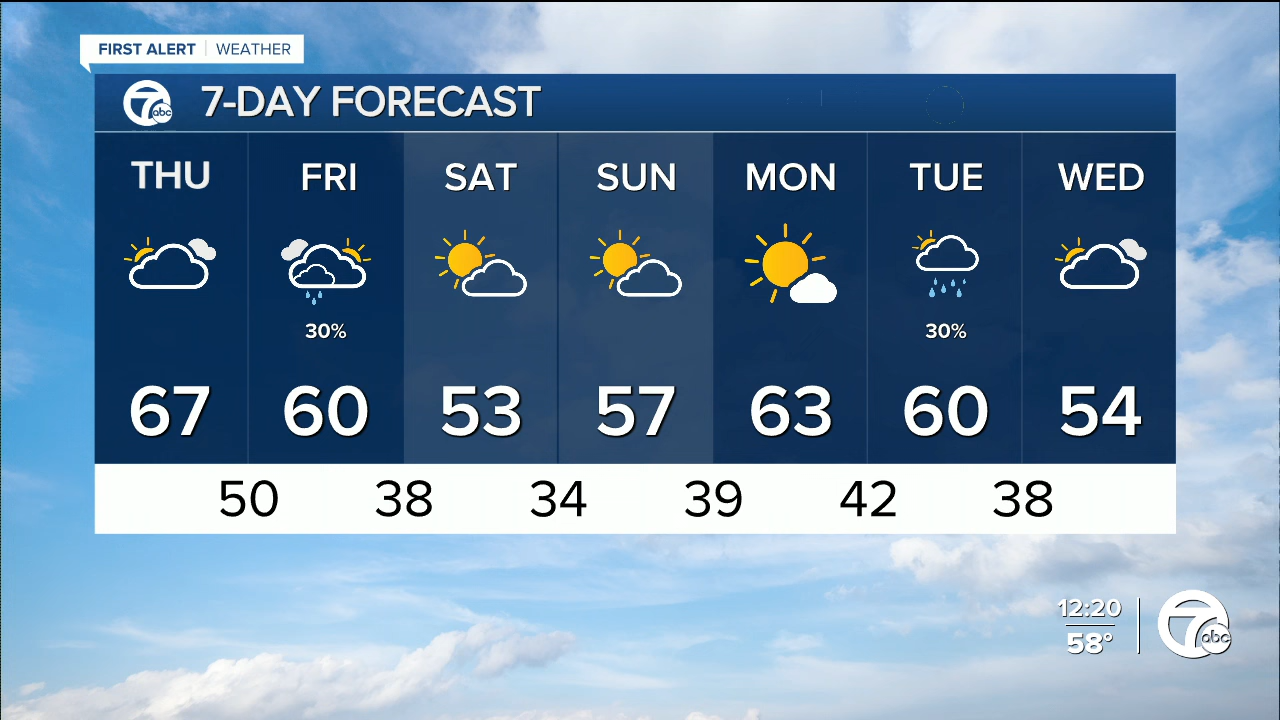 FIRST ALERT | WEATHER
7 abc 7-DAY FORECAST
THU FRI SAT SUN MON TUE WED
30% 30%
67 60 53 57 63 60 54
50 38 34 39 42 38
12:20
58°
7 abc